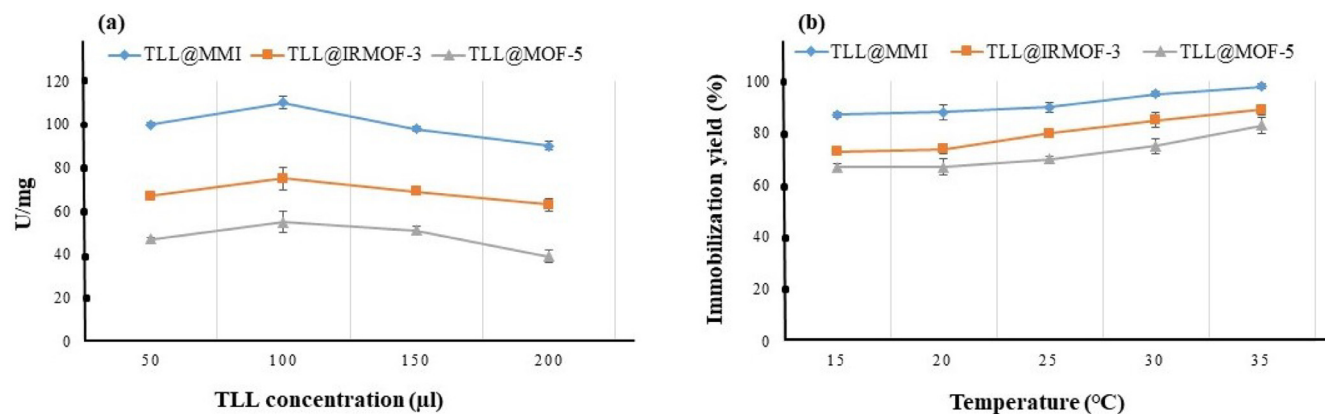 (a)
TLL@MMI TLL@IRMOF-3 TLL@MOF-5
120
100
80
60
40
20
0
U/mg
50 100 150 200
TLL concentration (µl)
(b)
TLL@MMI TLL@IRMOF-3 TLL@MOF-5
100
80
60
40
20
0
Immobilization yield (%)
15 20 25 30 35
Temperature (°C)